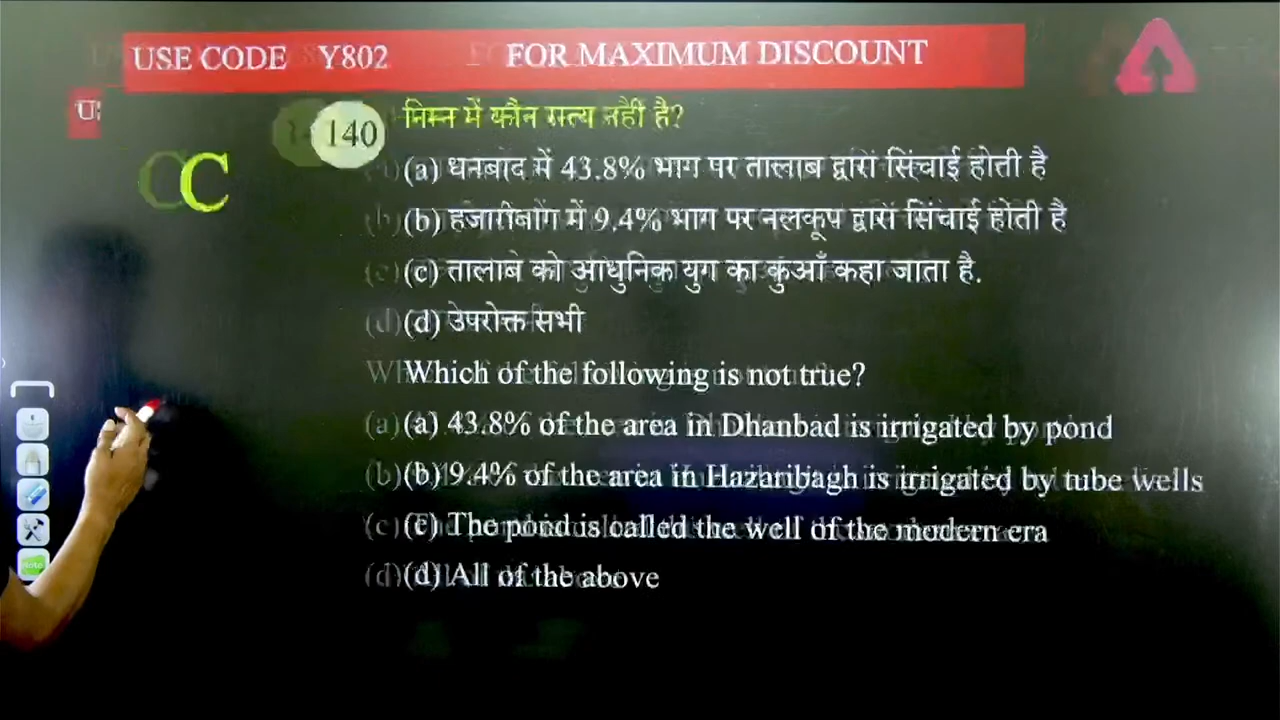 USE CODE Y802 FOR MAXIMUM DISCOUNT
140 निम्न में कौन सत्य नही है?
C
(a) धनबाद में 43.8% भाग पर तालाब द्वारा सिंचाई होती है
(b) हजारीबाग में 9.4% भाग पर नलकूप द्वारा सिंचाई होती है
(c) तालाब को आधुनिक युग का कुंआँ कहा जाता है.
(d) उपरोक्त सभी
Which of the following is not true?
(a) 43.8% of the area in Dhanbad is irrigated by pond
(b) 9.4% of the area in Hazaribagh is irrigated by tube wells
(c) The pond is called the well of the modern era
(d) All of the above